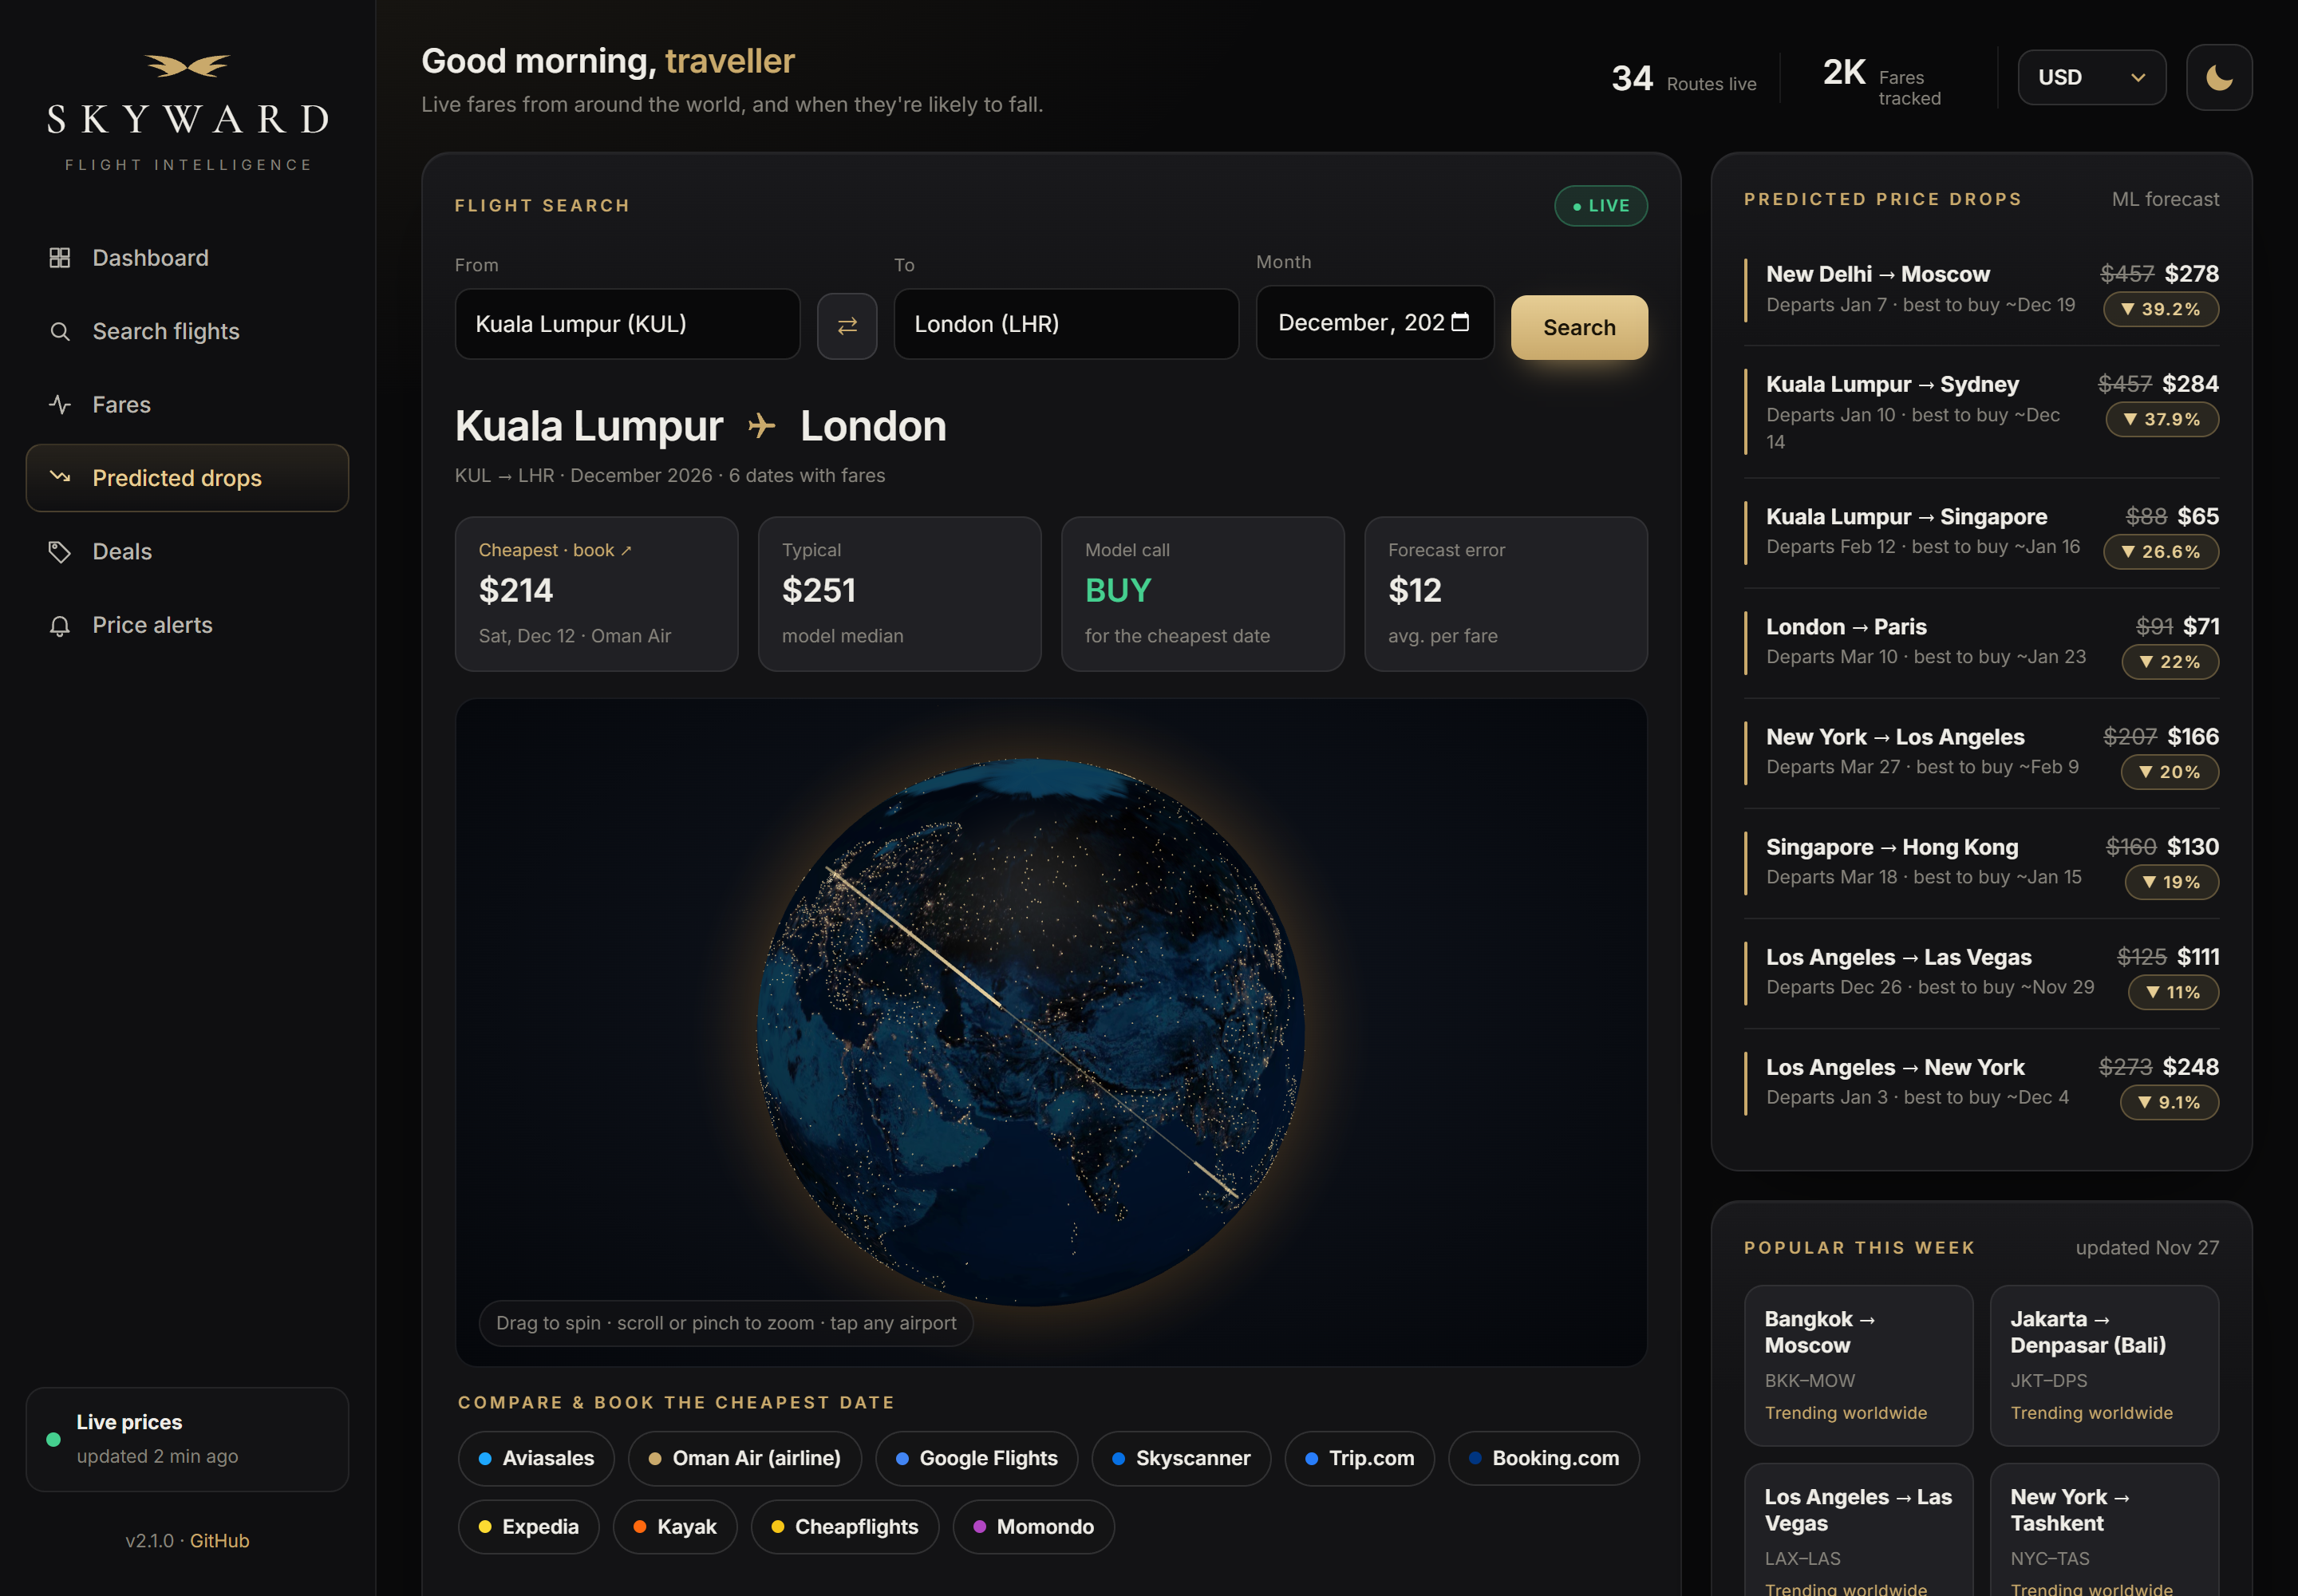 SKYWARD
FLIGHT INTELLIGENCE
Dashboard
Search flights
Fares
Predicted drops
Deals
Price alerts
Live prices
updated 2 min ago
v2.1.0 · GitHub
Good morning, traveller
Live fares from around the world, and when they're likely to fall.
34 Routes live
2K Fares
tracked
USD
FLIGHT SEARCH
LIVE
From
To
Month
Kuala Lumpur (KUL)
⇄
London (LHR)
December, 202
Search
Kuala Lumpur ✈ London
KUL → LHR · December 2026 · 6 dates with fares
Cheapest · book ↗
$214
Sat, Dec 12 · Oman Air
Typical
$251
model median
Model call
BUY
for the cheapest date
Forecast error
$12
avg. per fare
Drag to spin · scroll or pinch to zoom · tap any airport
COMPARE & BOOK THE CHEAPEST DATE
Aviasales
Oman Air (airline)
Google Flights
Skyscanner
Trip.com
Booking.com
Expedia
Kayak
Cheapflights
Momondo
PREDICTED PRICE DROPS
ML forecast
New Delhi → Moscow
$457 $278
Departs Jan 7 · best to buy ~Dec 19
▼ 39.2%
Kuala Lumpur → Sydney
$457 $284
Departs Jan 10 · best to buy ~Dec
14
▼ 37.9%
Kuala Lumpur → Singapore
$88 $65
Departs Feb 12 · best to buy ~Jan 16
▼ 26.6%
London → Paris
$91 $71
Departs Mar 10 · best to buy ~Jan 23
▼ 22%
New York → Los Angeles
$207 $166
Departs Mar 27 · best to buy ~Feb 9
▼ 20%
Singapore → Hong Kong
$160 $130
Departs Mar 18 · best to buy ~Jan 15
▼ 19%
Los Angeles → Las Vegas
$125 $111
Departs Dec 26 · best to buy ~Nov 29
▼ 11%
Los Angeles → New York
$273 $248
Departs Jan 3 · best to buy ~Dec 4
▼ 9.1%
POPULAR THIS WEEK
updated Nov 27
Bangkok →
Moscow
BKK–MOW
Trending worldwide
Jakarta →
Denpasar (Bali)
JKT–DPS
Trending worldwide
Los Angeles → Las
Vegas
LAX–LAS
Trending worldwide
New York →
Tashkent
NYC–TAS
Trending worldwide